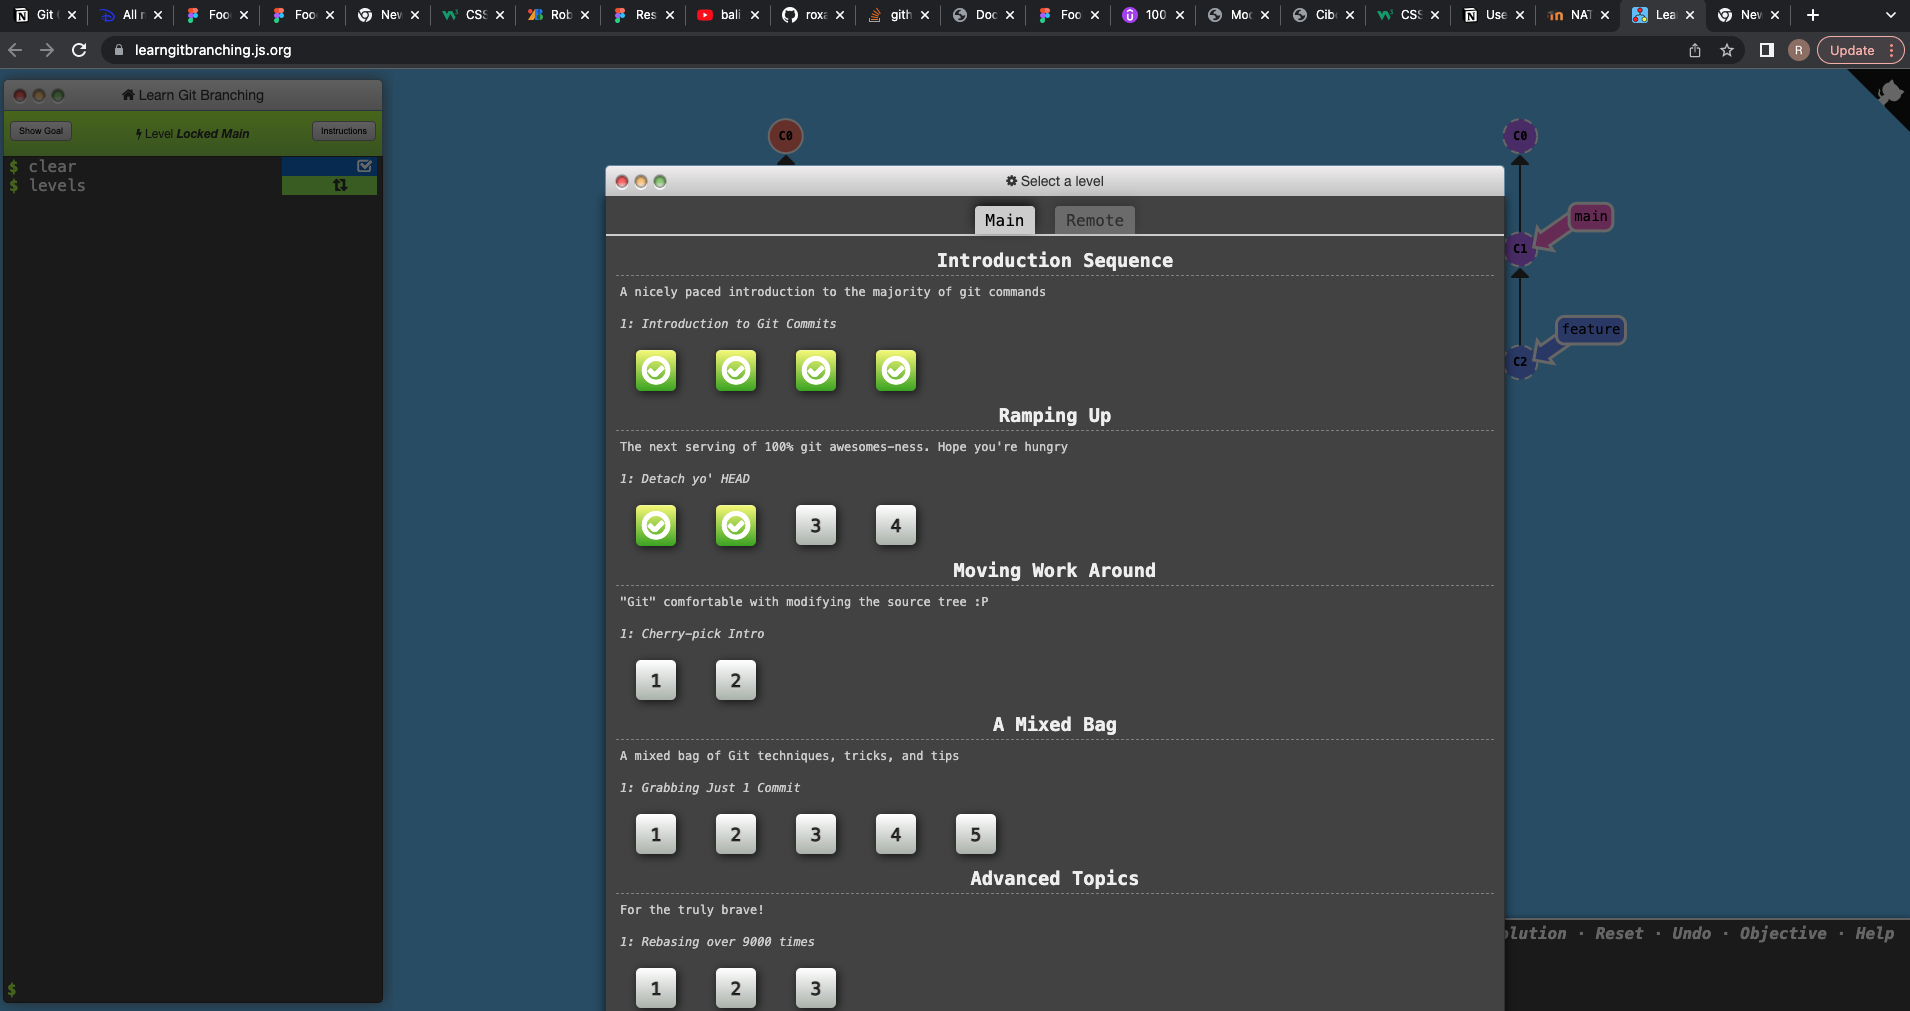 Git All Foo Foo Nev CSS Rob Res bali roxa gith Doc Foo 100 Mod Cibo CSS Use NAT Lear Nev
learngitbranching.js.org R Update
Learn Git Branching
Show Goal Level Locked Main Instructions
$ clear
$ levels
$
C0
Select a level
Main Remote
Introduction Sequence
A nicely paced introduction to the majority of git commands
1: Introduction to Git Commits
Ramping Up
The next serving of 100% git awesomes-ness. Hope you're hungry
1: Detach yo' HEAD
3 4
Moving Work Around
"Git" comfortable with modifying the source tree :P
1: Cherry-pick Intro
1 2
A Mixed Bag
A mixed bag of Git techniques, tricks, and tips
1: Grabbing Just 1 Commit
1 2 3 4 5
Advanced Topics
For the truly brave!
1: Rebasing over 9000 times
1 2 3
C0
main
C1
feature
C2
olution · Reset · Undo · Objective · Help